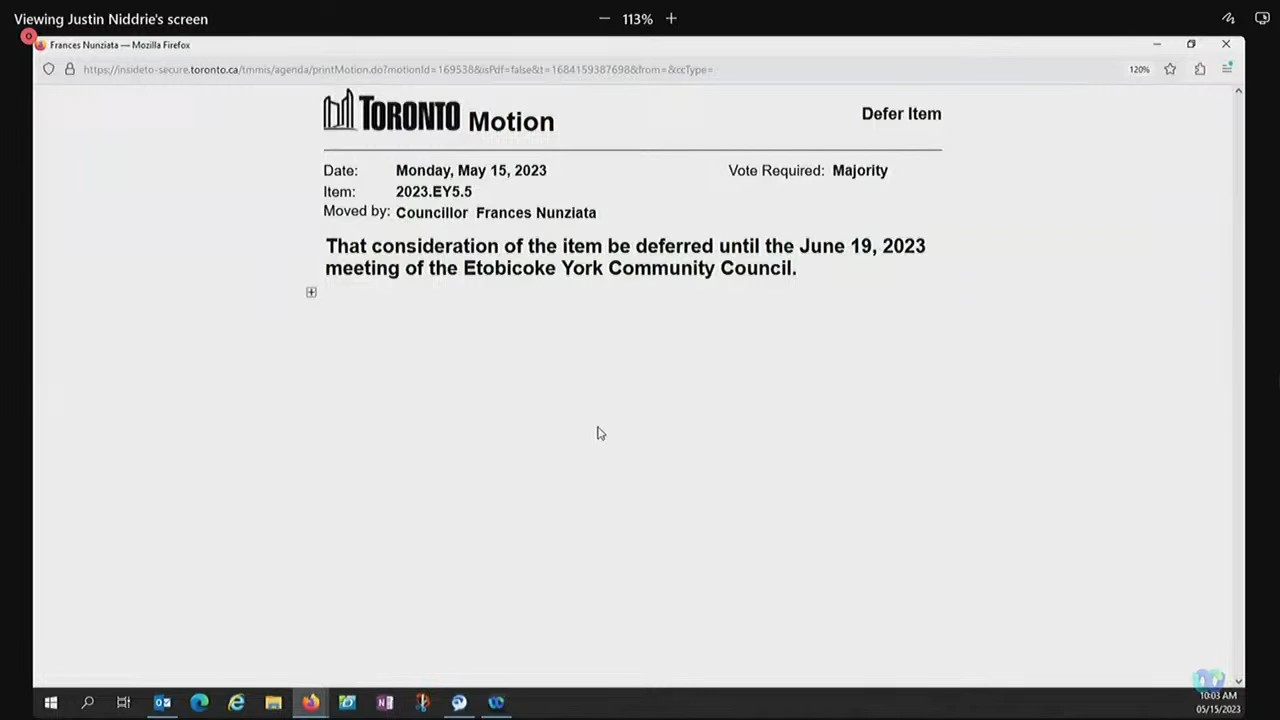 Viewing Justin Niddrie's screen
113%
Frances Nunziata — Mozilla Firefox
https://insideto-secure.toronto.ca/tmmis/agenda/printMotion.do?motionId=169538&isPdf=false&t=1684159387698&from=&ccType=
120%
TORONTO Motion
Defer Item
Date: Monday, May 15, 2023
Vote Required: Majority
Item: 2023.EY5.5
Moved by: Councillor Frances Nunziata
That consideration of the item be deferred until the June 19, 2023
meeting of the Etobicoke York Community Council.
10:03 AM
05/15/2023